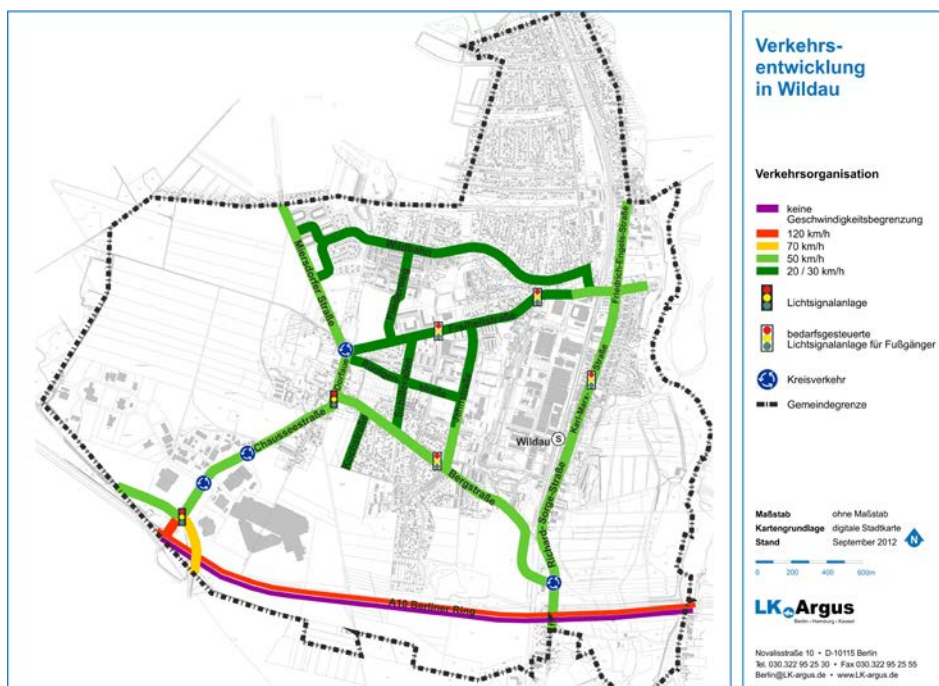 Miersdorfer Straße
Friedrich-Engels-Straße
Freiheitstraße
Karl-Marx-Straße
Dorfaue
Chausseestraße
Wildau
S
Bergstraße
Richard-Sorge-Straße
A10 Berliner Ring
Verkehrs-
entwicklung
in Wildau
Verkehrsorganisation
keine
Geschwindigkeitsbegrenzung
120 km/h
70 km/h
50 km/h
20 / 30 km/h
Lichtsignalanlage
bedarfsgesteuerte
Lichtsignalanlage für Fußgänger
Kreisverkehr
Gemeindegrenze
Maßstab ohne Maßstab
Kartengrundlage digitale Stadtkarte
Stand September 2012
N
0 200 400 600m
LK Argus
Berlin • Hamburg • Kassel
Novalisstraße 10 • D-10115 Berlin
Tel. 030.322 95 25 30 • Fax 030.322 95 25 55
Berlin@LK-argus.de • www.LK-argus.de